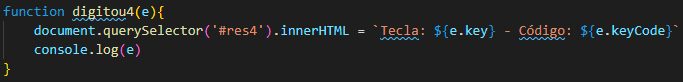 function digitou4(e){
    document.querySelector('#res4').innerHTML = `Tecla: ${e.key} - Código: ${e.keyCode}`
    console.log(e)
}